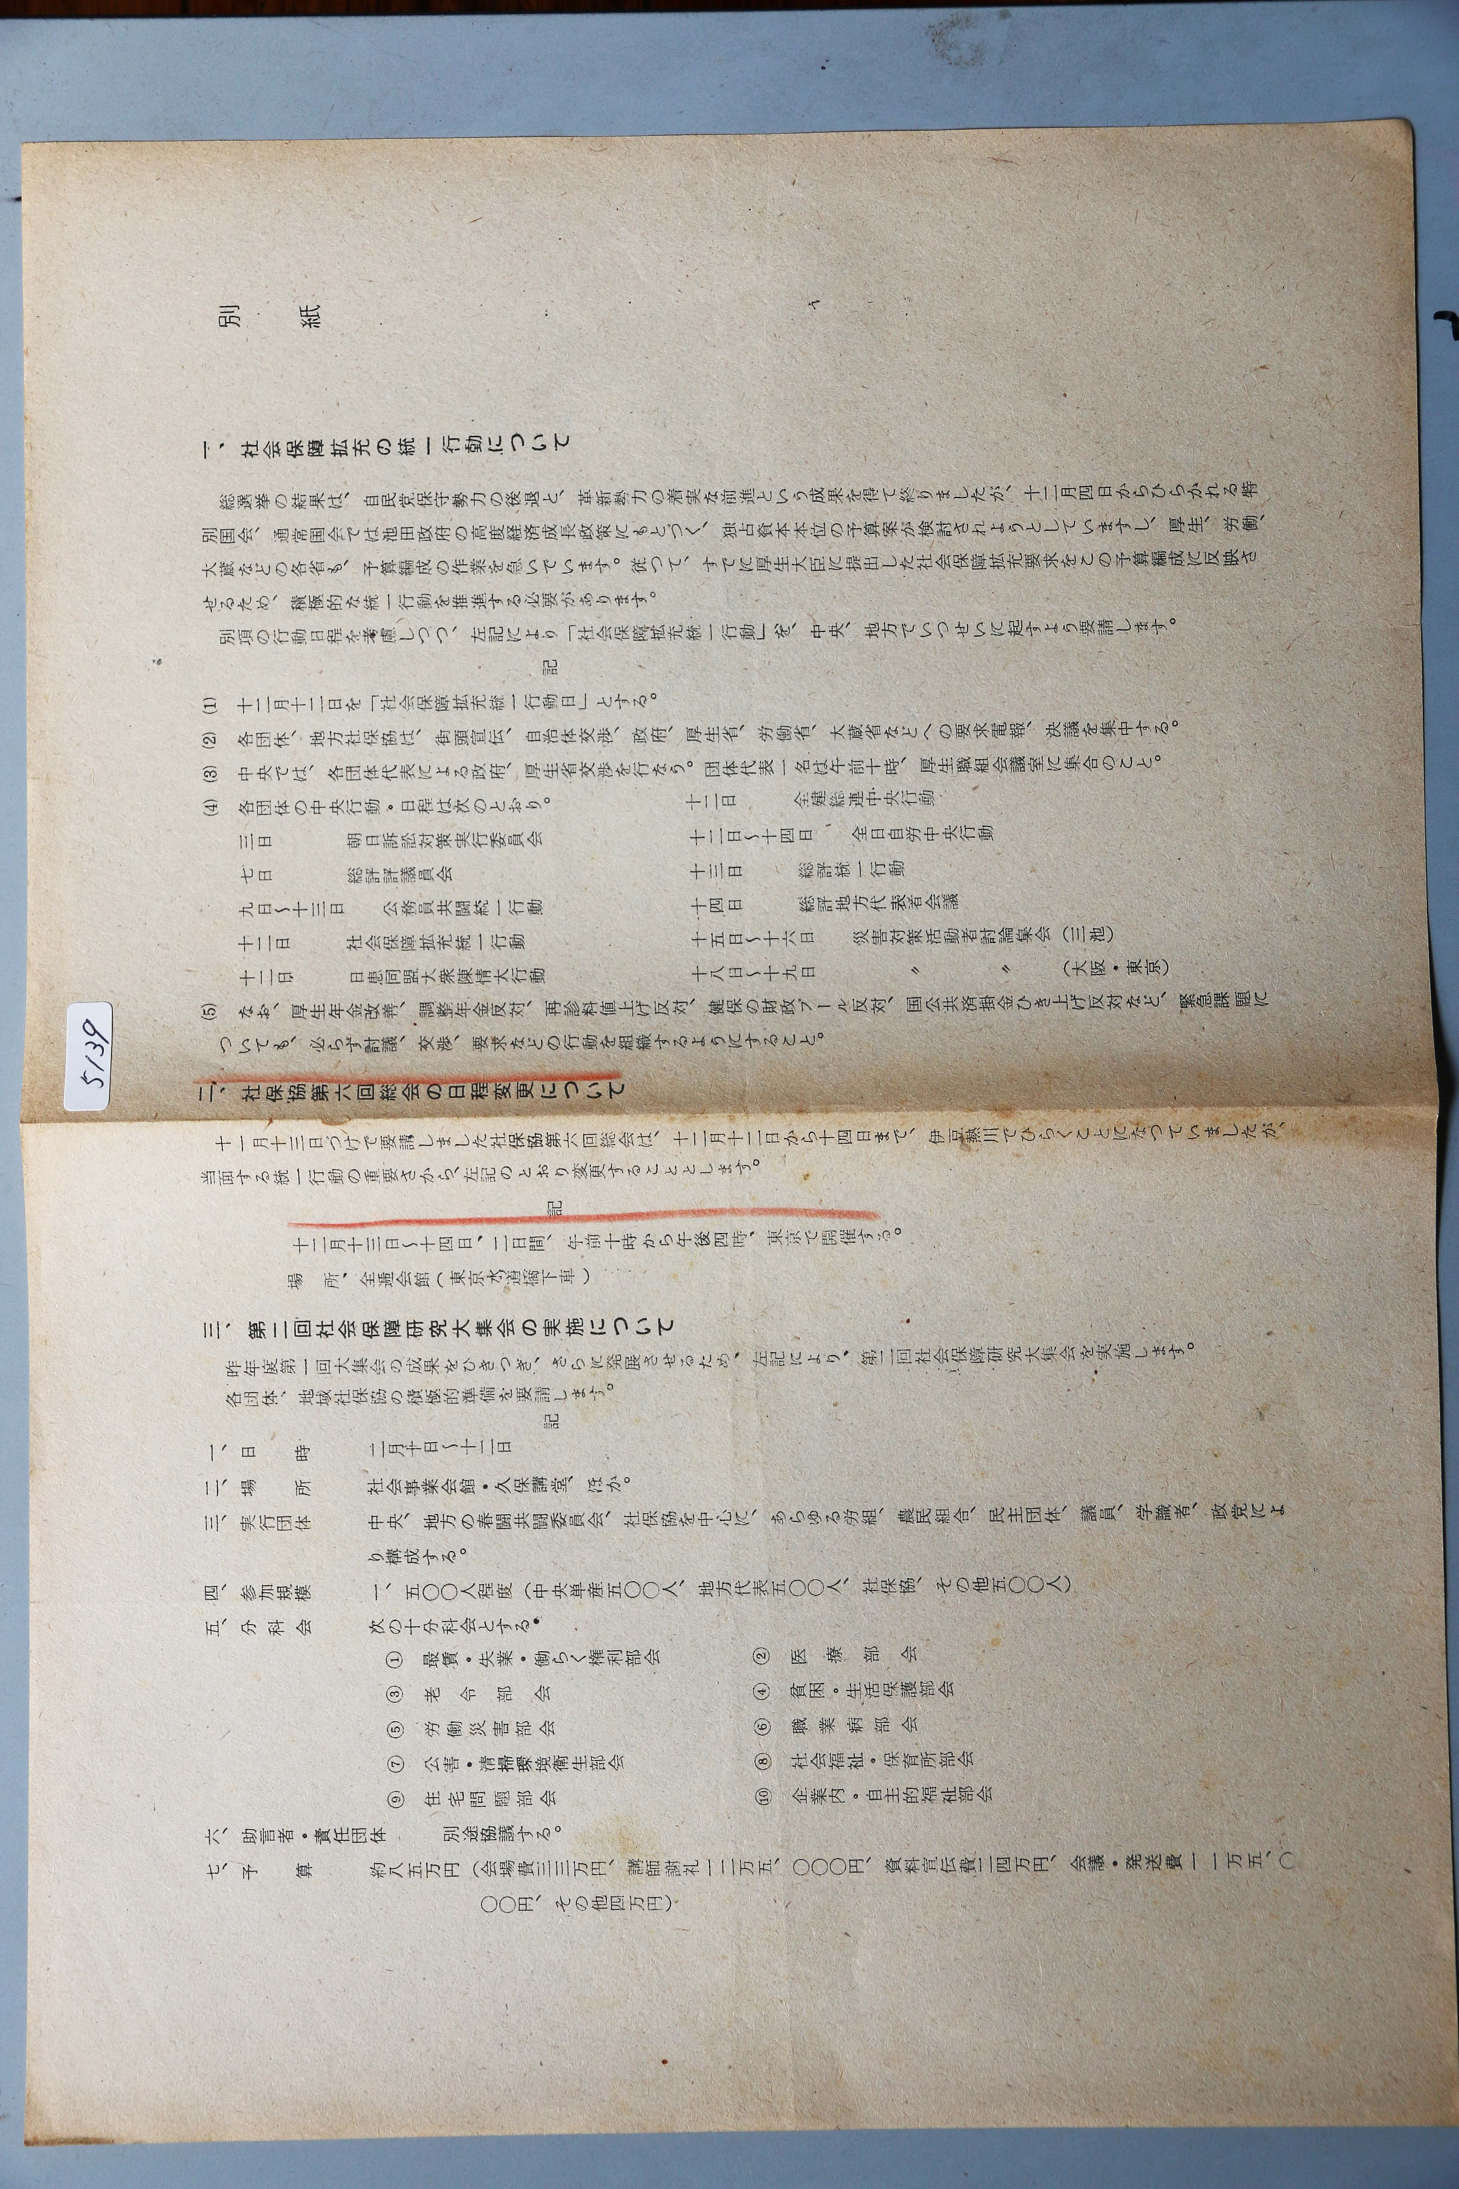 別紙
一、社会保障拡充の統一行動について
総選挙の結果は、自民党保守勢力の後退と、革新勢力の着実な前進という成果を得て終りましたが、十二月四日からひらかれる特
別国会、通常国会では池田政府の高度経済成長政策にもとづく、独占資本本位の予算案が検討されようとしていますし、厚生、労働、
大蔵などの各省も、予算編成の作業を急いでいます。従つて、すでに厚生大臣に提出した社会保障拡充要求をこの予算編成に反映さ
せるため、積極的な統一行動を推進する必要があります。
別項の行動日程を考慮しつつ、左記により「社会保障拡充統一行動」を、中央、地方でいつせいに起すよう要請します。
記
(1) 十二月十二日を「社会保障拡充統一行動日」とする。
(2) 各団体、地方社保協は、街頭宣伝、自治体交渉、政府、厚生省、労働省、大蔵省などへの要求電報、決議を集中する。
(3) 中央では、各団体代表による政府、厚生省交渉を行なう。団体代表一名は午前十時、厚生職組会議室に集合のこと。
(4) 各団体の中央行動・日程は次のとおり。
三日 朝日訴訟対策実行委員会
七日 総評評議員会
九日〜十三日 公務員共闘統一行動
十二日 社会保障拡充統一行動
十二日 日患同盟大衆陳情大行動
十二日 全建総連中央行動
十二日〜十四日 全日自労中央行動
十三日 総評統一行動
十四日 総評地方代表者会議
十五日〜十六日 災害対策活動者討論集会(三池)
十八日〜十九日 〃 〃 (大阪・東京)
(5) なお、厚生年金改善、調整年金反対、再診料値上げ反対、健保の財政プール反対、国公共済掛金ひき上げ反対など、緊急課題に
ついても、必らず討議、交渉、要求などの行動を組織するようにすること。
二、社保協第六回総会の日程変更について
十一月十三日づけで要請しました社保協第六回総会は、十二月十二日から十四日まで、伊豆熱川でひらくことになつていましたが、
当面する統一行動の重要さから、左記のとおり変更することとします。
記
十二月十三日〜十四日、二日間、午前十時から午後四時、東京で開催する。
場所、全逓会館(東京水道橋下車)
三、第二回社会保障研究大集会の実施について
昨年度第一回大集会の成果をひきつぎ、さらに発展させるため、左記により、第二回社会保障研究大集会を実施します。
各団体、地域社保協の積極的準備を要請します。
記
一、日時 二月十日〜十二日
二、場所 社会事業会館・久保講堂、ほか。
三、実行団体 中央、地方の春闘共闘委員会、社保協を中心に、あらゆる労組、農民組合、民主団体、議員、学識者、政党によ
り構成する。
四、参加規模 一、五〇〇人程度(中央単産五〇〇人、地方代表五〇〇人、社保協、その他五〇〇人)
五、分科会 次の十分科会とする。
① 最賃・失業・働らく権利部会 ② 医療部会
③ 老令部会 ④ 貧困・生活保護部会
⑤ 労働災害部会 ⑥ 職業病部会
⑦ 公害・清掃環境衛生部会 ⑧ 社会福祉・保育所部会
⑨ 住宅問題部会 ⑩ 企業内・自主的福祉部会
六、助言者・責任団体 別途協議する。
七、予算 約八五万円(会場費三三万円、講師謝礼一二万五、〇〇〇円、資料宣伝費二四万円、会議・発送費一一万五、〇
〇〇円、その他四万円)
5139